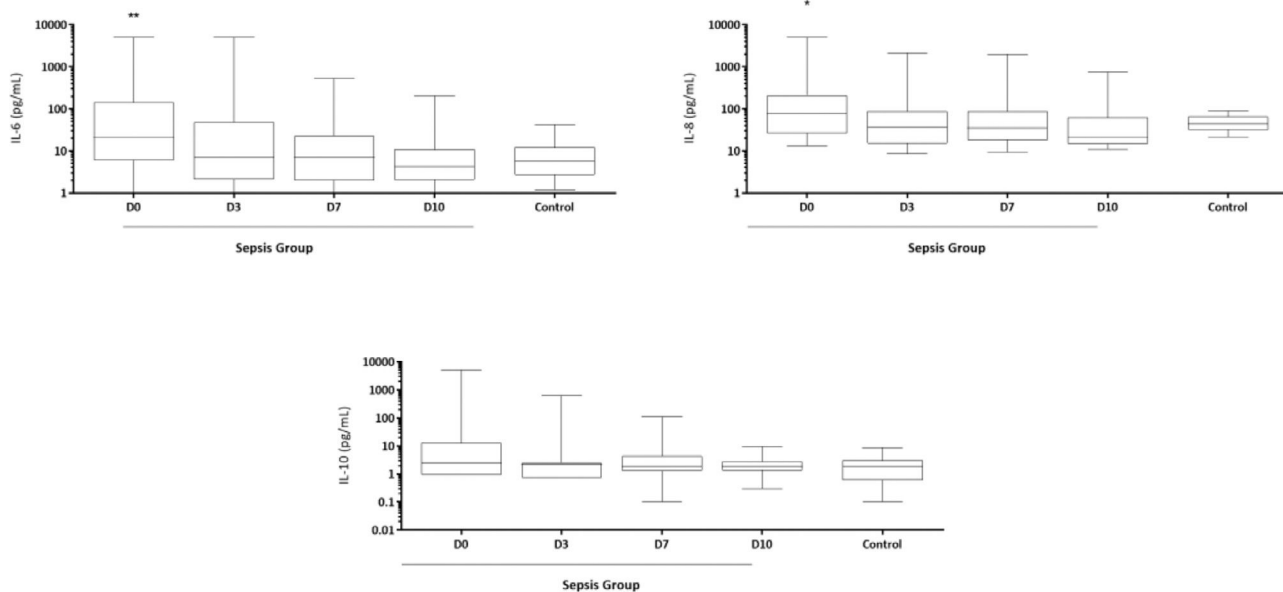 **
10000
1000
100
10
1
IL-6 (pg/mL)
D0 D3 D7 D10 Control
Sepsis Group
*
10000
1000
100
10
1
IL-8 (pg/mL)
D0 D3 D7 D10 Control
Sepsis Group
10000
1000
100
10
1
0.1
0.01
IL-10 (pg/mL)
D0 D3 D7 D10 Control
Sepsis Group